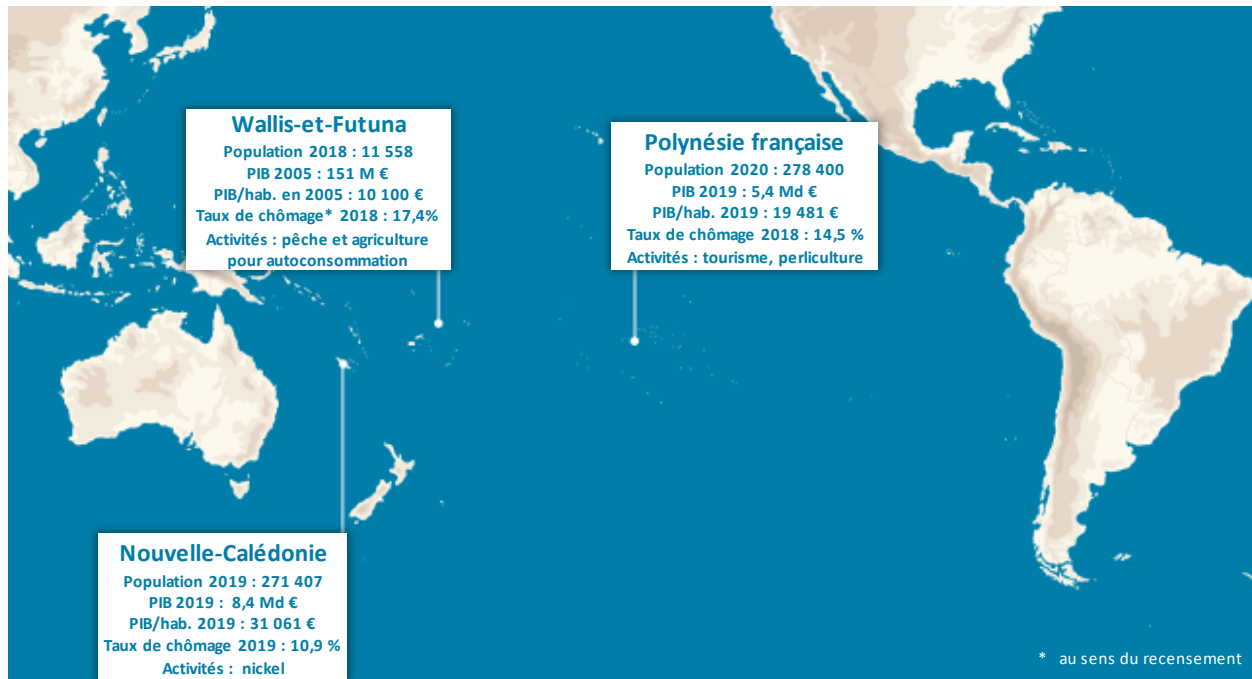 Wallis-et-Futuna
Population 2018 : 11 558
PIB 2005 : 151 M €
PIB/hab. en 2005 : 10 100 €
Taux de chômage* 2018 : 17,4%
Activités : pêche et agriculture
pour autoconsommation
Polynésie française
Population 2020 : 278 400
PIB 2019 : 5,4 Md €
PIB/hab. 2019 : 19 481 €
Taux de chômage 2018 : 14,5 %
Activités : tourisme, perliculture
Nouvelle-Calédonie
Population 2019 : 271 407
PIB 2019 : 8,4 Md €
PIB/hab. 2019 : 31 061 €
Taux de chômage 2019 : 10,9 %
Activités : nickel
* au sens du recensement